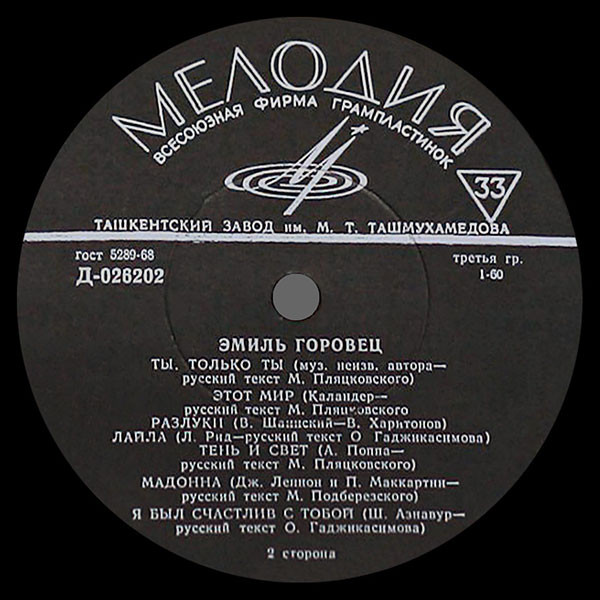 МЕЛОДИЯ
ВСЕСОЮЗНАЯ ФИРМА ГРАМПЛАСТИНОК
33
ТАШКЕНТСКИЙ ЗАВОД им. М. Т. ТАШМУХАМЕДОВА
гост 5289-68
третья гр.
Д-026202
1-60
ЭМИЛЬ ГОРОВЕЦ
ТЫ, ТОЛЬКО ТЫ (муз. неизв. автора—
русский текст М. Пляцковского)
ЭТОТ МИР (Каландер—
русский текст М. Пляцковского
РАЗЛУКИ (В. Шаинский—В. Харитонов)
ЛАЙЛА (Л. Рид—русский текст О Гаджикасимова)
ТЕНЬ И СВЕТ (А. Поппа—
русский текст М. Пляцковского)
МАДОННА (Дж. Леннон и П. Маккартни—
русский текст М. Подберезского)
Я БЫЛ СЧАСТЛИВ С ТОБОЙ (Ш. Азнавур—
русский текст О. Гаджикасимова)
2 сторона